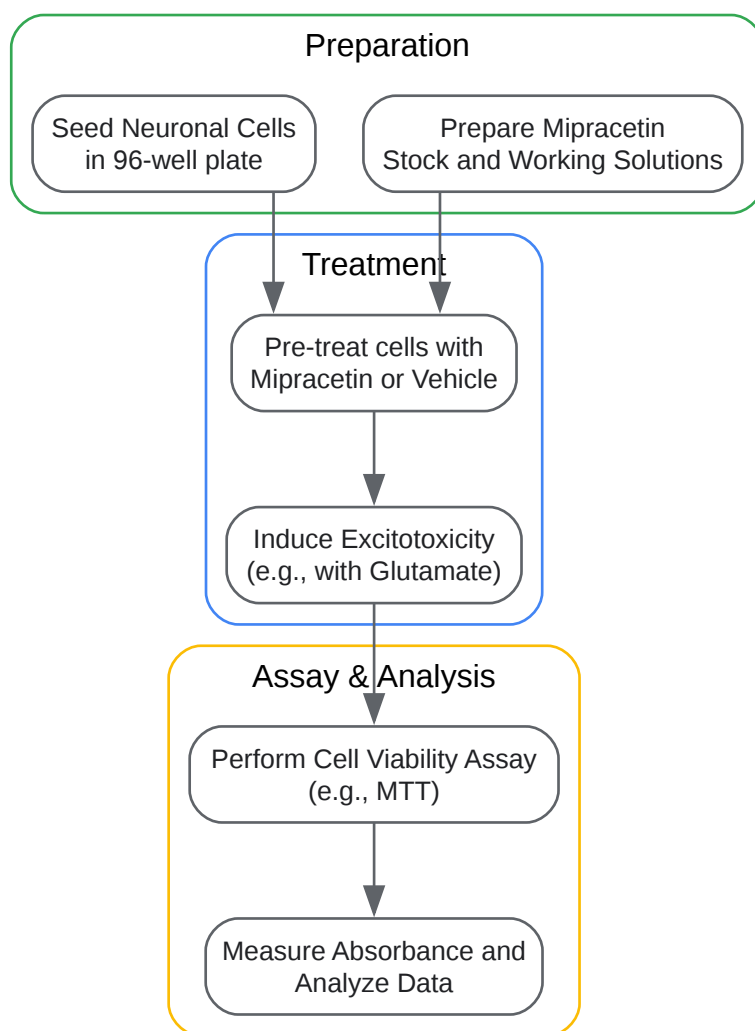 Preparation
Seed Neuronal Cells
in 96-well plate
Prepare Mipracetin
Stock and Working Solutions
Treatment
Pre-treat cells with
Mipracetin or Vehicle
Induce Excitotoxicity
(e.g., with Glutamate)
Assay & Analysis
Perform Cell Viability Assay
(e.g., MTT)
Measure Absorbance and
Analyze Data